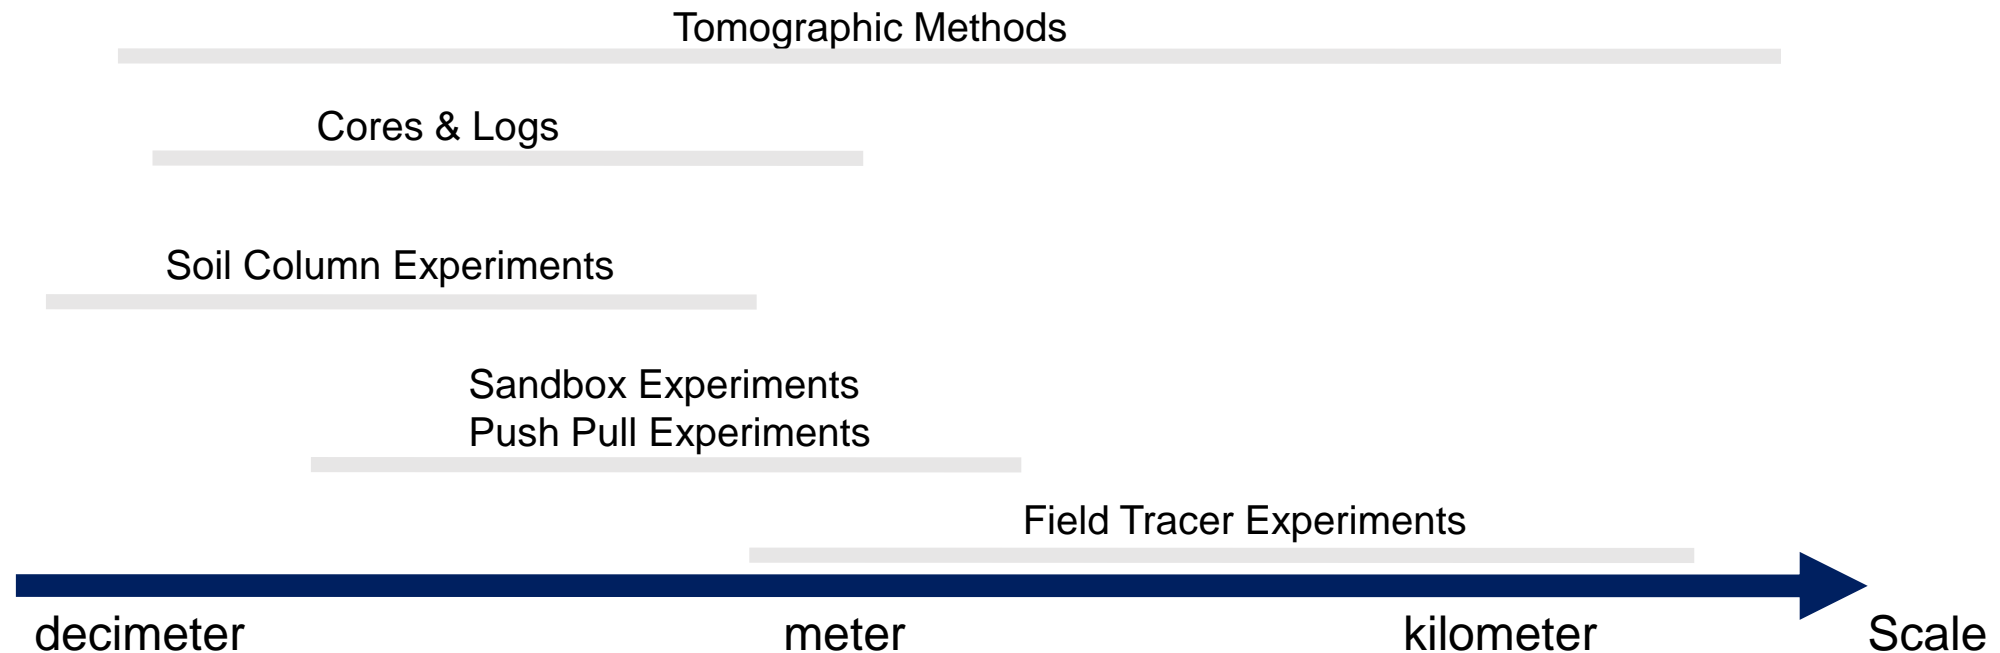 Tomographic Methods
Cores & Logs
Soil Column Experiments
Sandbox Experiments
Push Pull Experiments
Field Tracer Experiments
decimeter
meter
kilometer
Scale